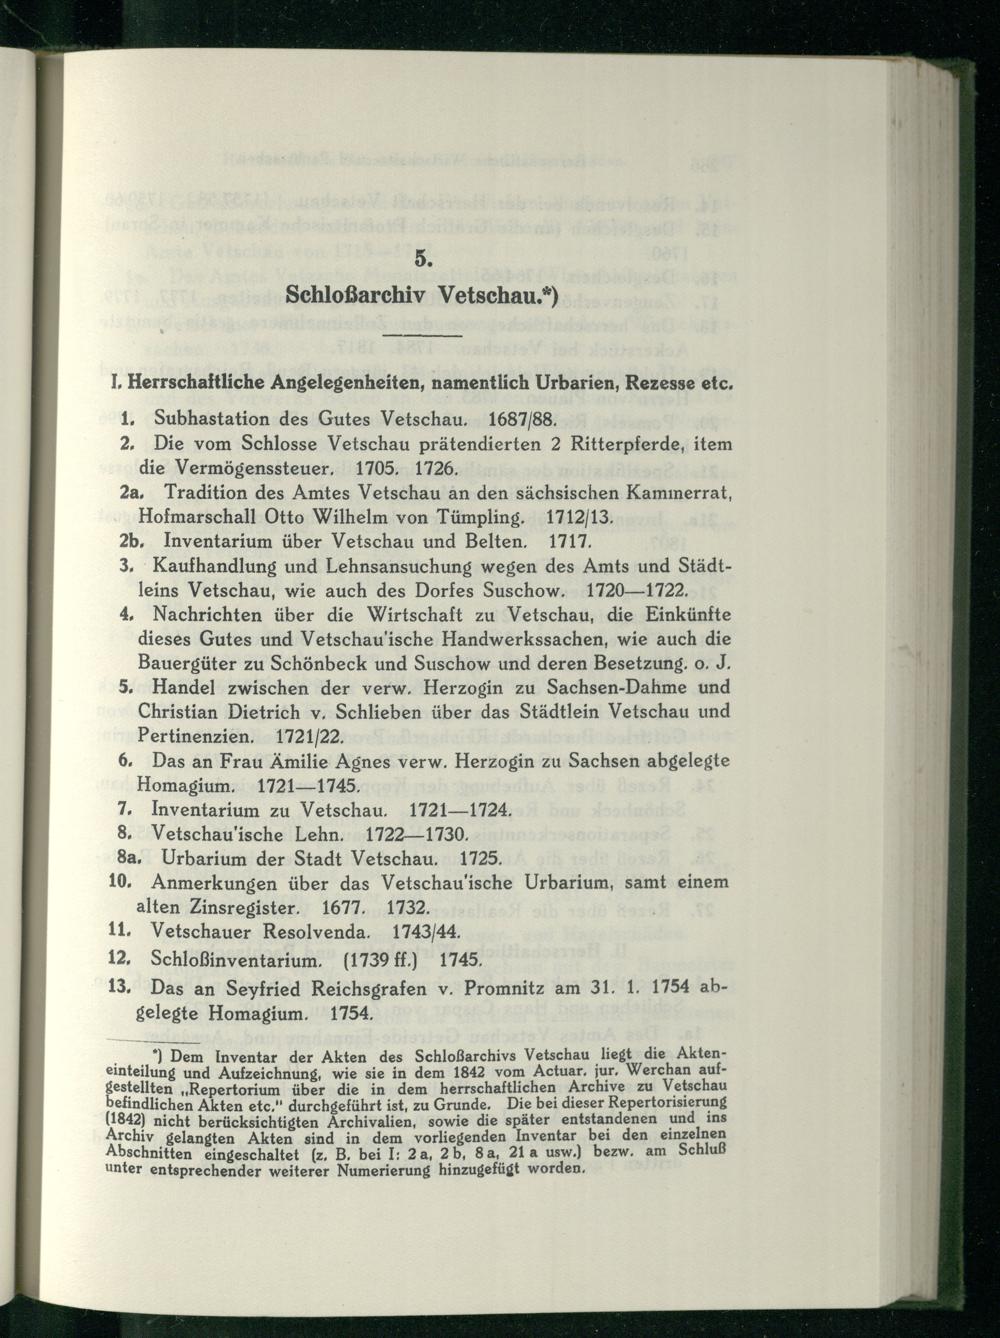 5.
Schloßarchiv Vetschau.*)
I. Herrschaftliche Angelegenheiten, namentlich Urbarien, Rezesse etc.
1. Subhastation des Gutes Vetschau. 1687/88.
2. Die vom Schlosse Vetschau prätendierten 2 Ritterpferde, item
die Vermögenssteuer. 1705. 1726.
2a. Tradition des Amtes Vetschau an den sächsischen Kammerrat,
Hofmarschall Otto Wilhelm von Tümpling. 1712/13.
2b. Inventarium über Vetschau und Belten. 1717.
3. Kaufhandlung und Lehnsansuchung wegen des Amts und Städt-
leins Vetschau, wie auch des Dorfes Suschow. 1720—1722.
4. Nachrichten über die Wirtschaft zu Vetschau, die Einkünfte
dieses Gutes und Vetschau'ische Handwerkssachen, wie auch die
Bauergüter zu Schönbeck und Suschow und deren Besetzung. o. J.
5. Handel zwischen der verw. Herzogin zu Sachsen-Dahme und
Christian Dietrich v. Schlieben über das Städtlein Vetschau und
Pertinenzien. 1721/22.
6. Das an Frau Ämilie Agnes verw. Herzogin zu Sachsen abgelegte
Homagium. 1721—1745.
7. Inventarium zu Vetschau. 1721—1724.
8. Vetschau'ische Lehn. 1722—1730.
8a. Urbarium der Stadt Vetschau. 1725.
10. Anmerkungen über das Vetschau'ische Urbarium, samt einem
alten Zinsregister. 1677. 1732.
11. Vetschauer Resolvenda. 1743/44.
12. Schloßinventarium. (1739 ff.) 1745.
13. Das an Seyfried Reichsgrafen v. Promnitz am 31. 1. 1754 ab-
gelegte Homagium. 1754.
*) Dem Inventar der Akten des Schloßarchivs Vetschau liegt die Akten-
einteilung und Aufzeichnung, wie sie in dem 1842 vom Actuar. jur. Werchan auf-
gestellten „Repertorium über die in dem herrschaftlichen Archive zu Vetschau
befindlichen Akten etc." durchgeführt ist, zu Grunde. Die bei dieser Repertorisierung
(1842) nicht berücksichtigten Archivalien, sowie die später entstandenen und ins
Archiv gelangten Akten sind in dem vorliegenden Inventar bei den einzelnen
Abschnitten eingeschaltet (z. B. bei I: 2a, 2b, 8a, 21a usw.) bezw. am Schluß
unter entsprechender weiterer Numerierung hinzugefügt worden.